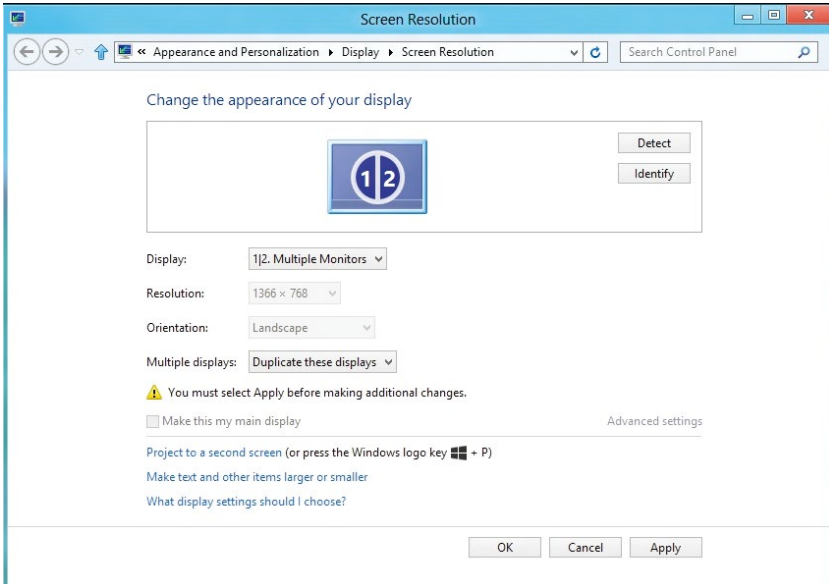 Screen Resolution
« Appearance and Personalization ▸ Display ▸ Screen Resolution
Search Control Panel
Change the appearance of your display
1|2
Detect
Identify
Display: 1|2. Multiple Monitors
Resolution: 1366 × 768
Orientation: Landscape
Multiple displays: Duplicate these displays
You must select Apply before making additional changes.
Make this my main display Advanced settings
Project to a second screen (or press the Windows logo key + P)
Make text and other items larger or smaller
What display settings should I choose?
OK Cancel Apply